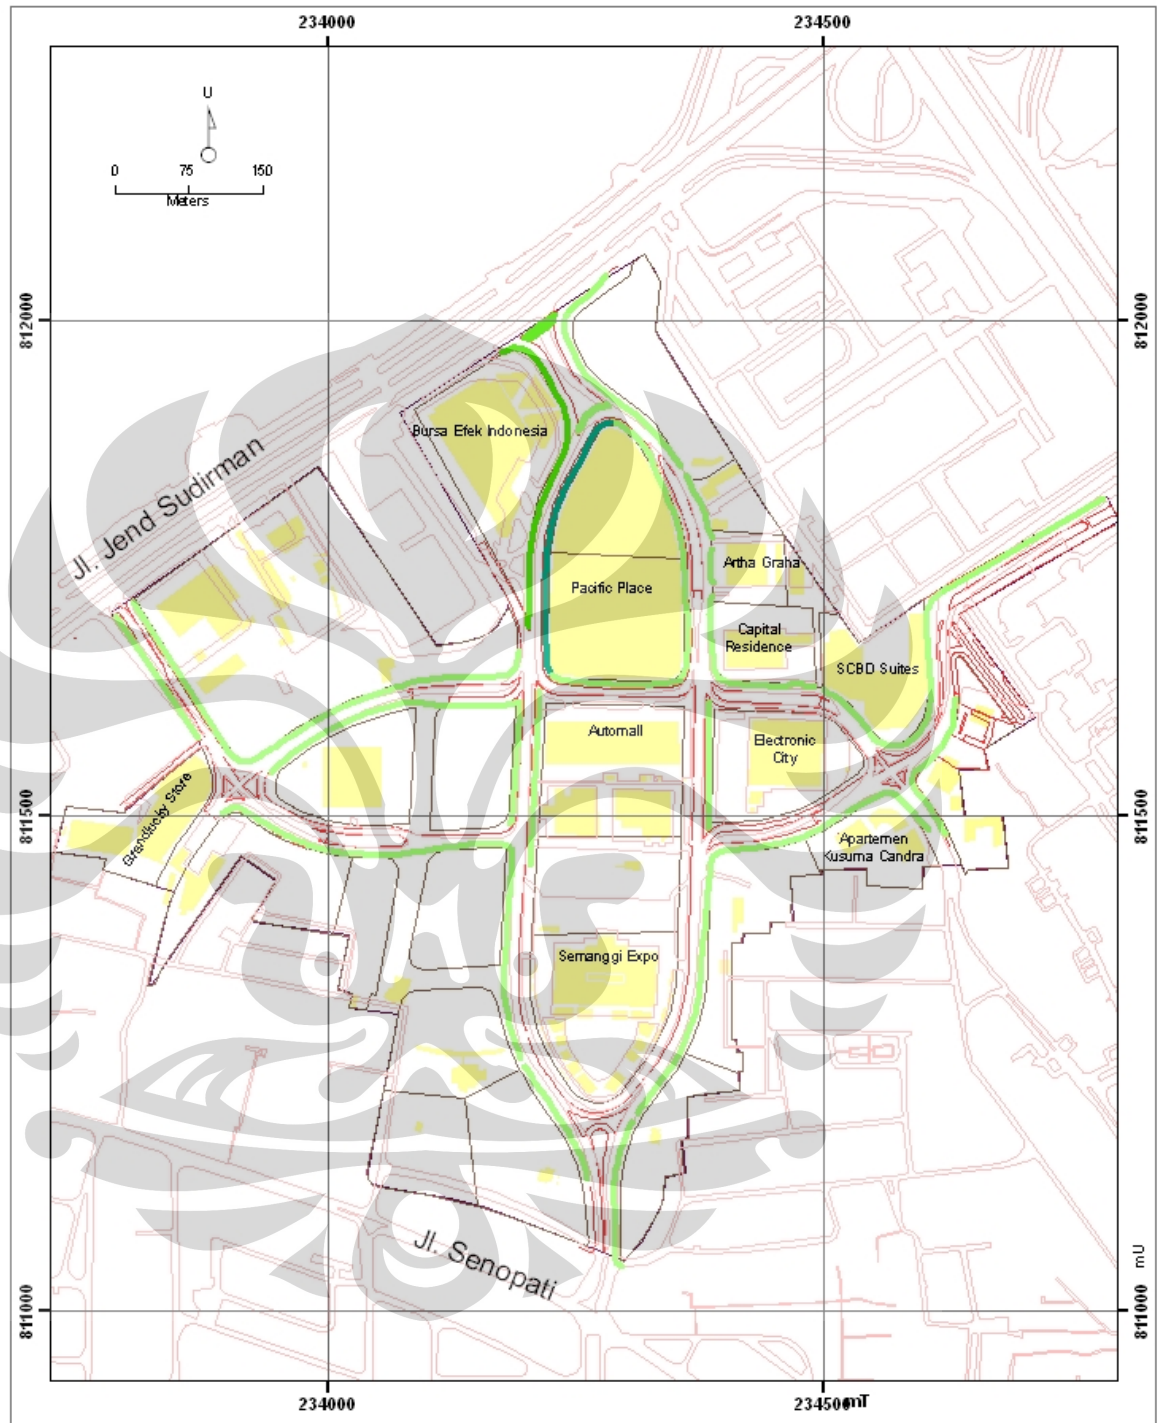 234000 234500
U
0 75 150
Meters
812000 812000
Bursa Efek Indonesia
Jl. Jend Sudirman
Artha Graha
Pacific Place
Capital
Residence
SCBD Suites
Automall
Electronic
City
811500 811500
Grandlucky Store
Apartemen
Kusuma Candra
Semanggi Expo
Jl. Senopati
mU
811000 811000
234000 234500 mT